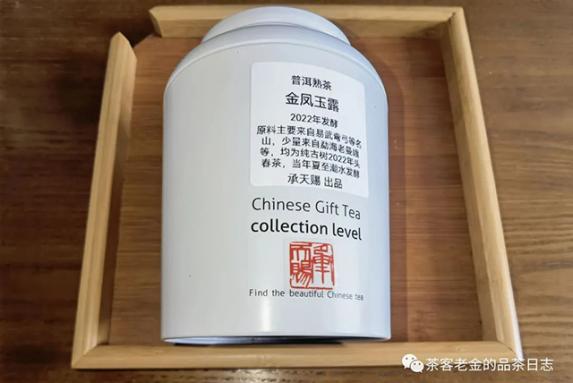 普洱熟茶
金凤玉露
2022年发酵
原料主要来自易武弯弓等名
山，少量来自勐海老曼峨
等，均为纯古树2022年头
春茶，当年夏至潮水发酵
承天赐 出品
Chinese Gift Tea
collection level
承天賜
Find the beautiful Chinese tea
茶客老金的品茶日志